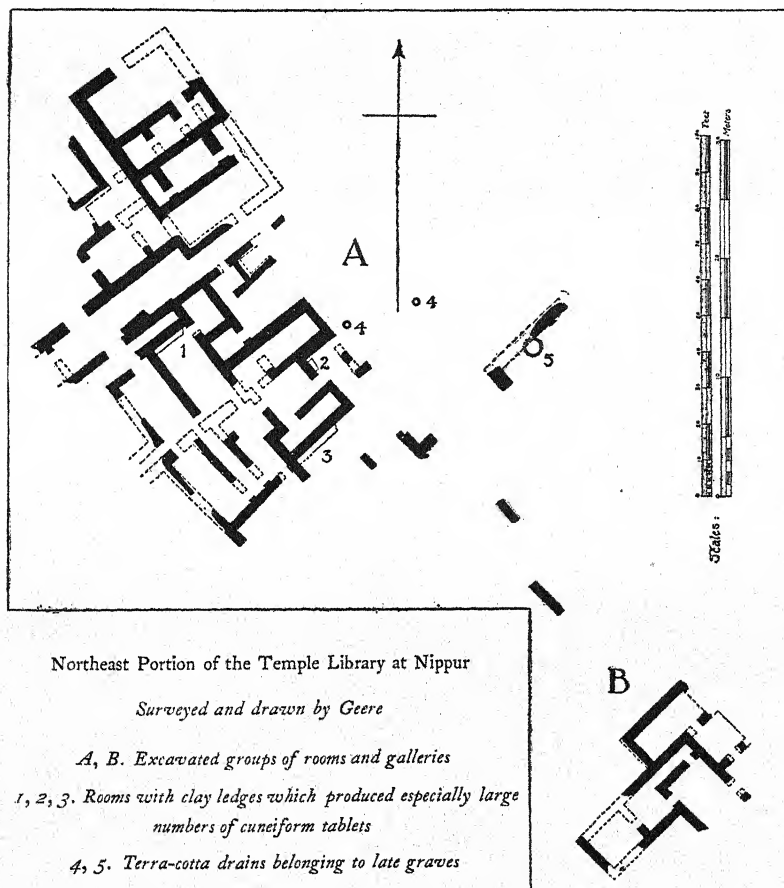 A
Feet
Meters
4
4
5
1
2
3
Scales:
B
Northeast Portion of the Temple Library at Nippur
Surveyed and drawn by Geere
A, B. Excavated groups of rooms and galleries
1, 2, 3. Rooms with clay ledges which produced especially large
numbers of cuneiform tablets
4, 5. Terra-cotta drains belonging to late graves